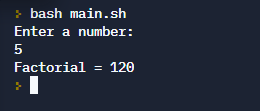 > bash main.sh
Enter a number:
5
Factorial = 120
>